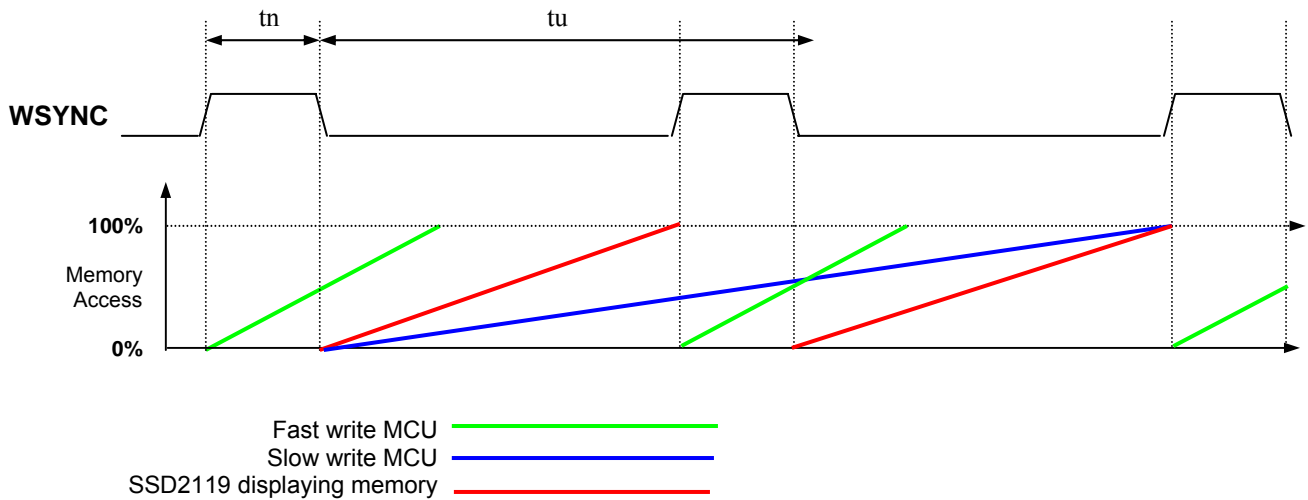 tn
tu
WSYNC
100%
Memory
Access
0%
Fast write MCU
Slow write MCU
SSD2119 displaying memory